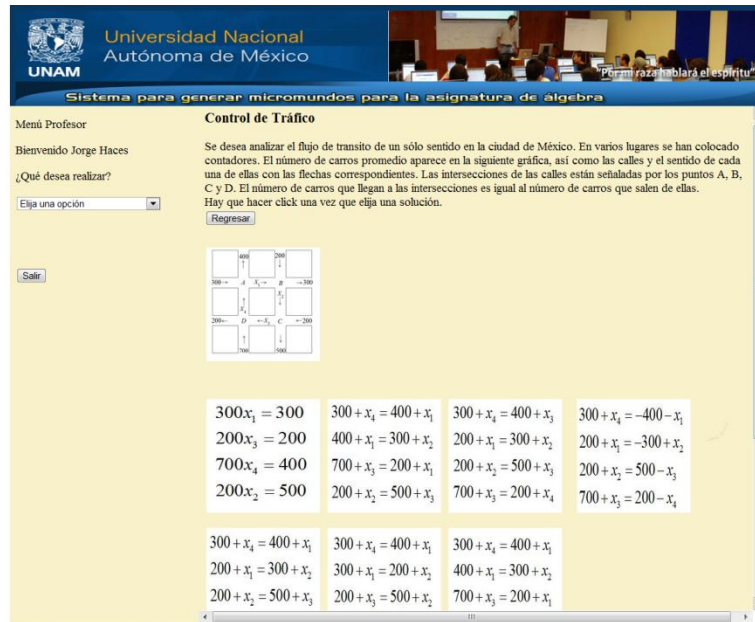 Universidad Nacional
Autónoma de México
UNAM
"Por mi raza hablará el espíritu"
Sistema para generar micromundos para la asignatura de álgebra
Menú Profesor
Bienvenido Jorge Haces
¿Qué desea realizar?
Elija una opción
Salir
Control de Tráfico
Se desea analizar el flujo de transito de un sólo sentido en la ciudad de México. En varios lugares se han colocado
contadores. El número de carros promedio aparece en la siguiente gráfica, así como las calles y el sentido de cada
una de ellas con las flechas correspondientes. Las intersecciones de las calles están señaladas por los puntos A, B,
C y D. El número de carros que llegan a las intersecciones es igual al número de carros que salen de ellas.
Hay que hacer click una vez que elija una solución.
Regresar
400 ↑ 200 ↓
300→ A X₁→ B →300
↑ X₄ X₂ ↓
200← D ←X₃ C ←200
↑ 700 ↓ 500
300x₁ = 300
200x₃ = 200
700x₄ = 400
200x₂ = 500
300 + x₄ = 400 + x₁
400 + x₁ = 300 + x₂
700 + x₃ = 200 + x₁
200 + x₂ = 500 + x₃
300 + x₄ = 400 + x₃
200 + x₁ = 300 + x₂
200 + x₂ = 500 + x₃
700 + x₃ = 200 + x₄
300 + x₄ = −400 − x₁
200 + x₁ = −300 + x₂
200 + x₂ = 500 − x₃
700 + x₃ = 200 − x₄
300 + x₄ = 400 + x₁
200 + x₁ = 300 + x₂
200 + x₂ = 500 + x₃
300 + x₄ = 400 + x₁
300 + x₁ = 200 + x₂
200 + x₃ = 500 + x₂
300 + x₄ = 400 + x₁
400 + x₁ = 300 + x₂
700 + x₃ = 200 + x₁